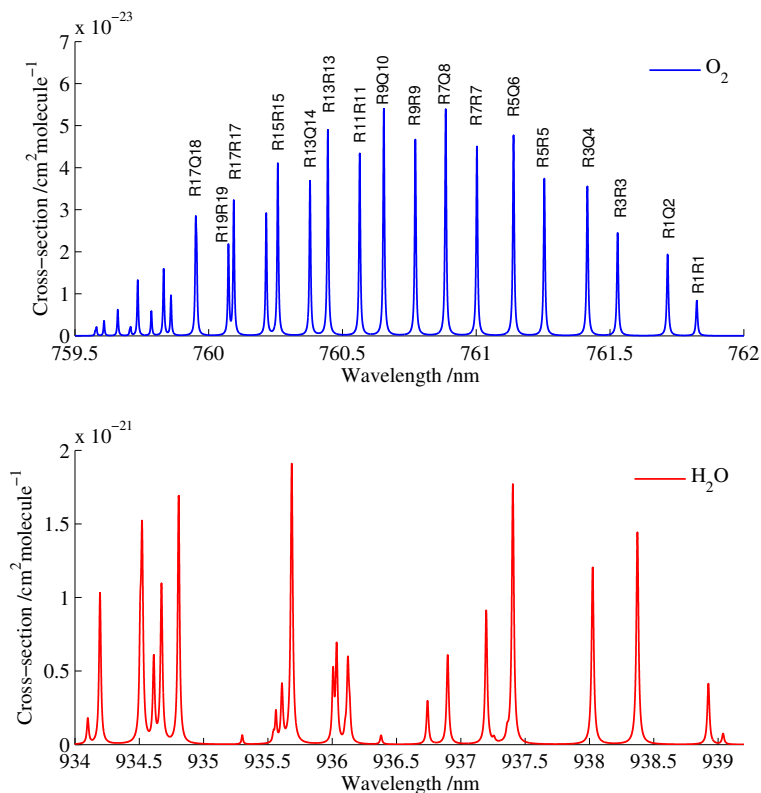 x 10−23
7
6
5
4
3
2
1
0
Cross−section /cm2molecule−1
R17Q18
R19R19
R17R17
R15R15
R13Q14
R13R13
R11R11
R9Q10
R9R9
R7Q8
R7R7
R5Q6
R5R5
R3Q4
R3R3
R1Q2
R1R1
O2
759.5 760 760.5 761 761.5 762
Wavelength /nm
x 10−21
2
1.5
1
0.5
0
Cross−section /cm2molecule−1
H2O
934 934.5 935 935.5 936 936.5 937 937.5 938 938.5 939
Wavelength /nm